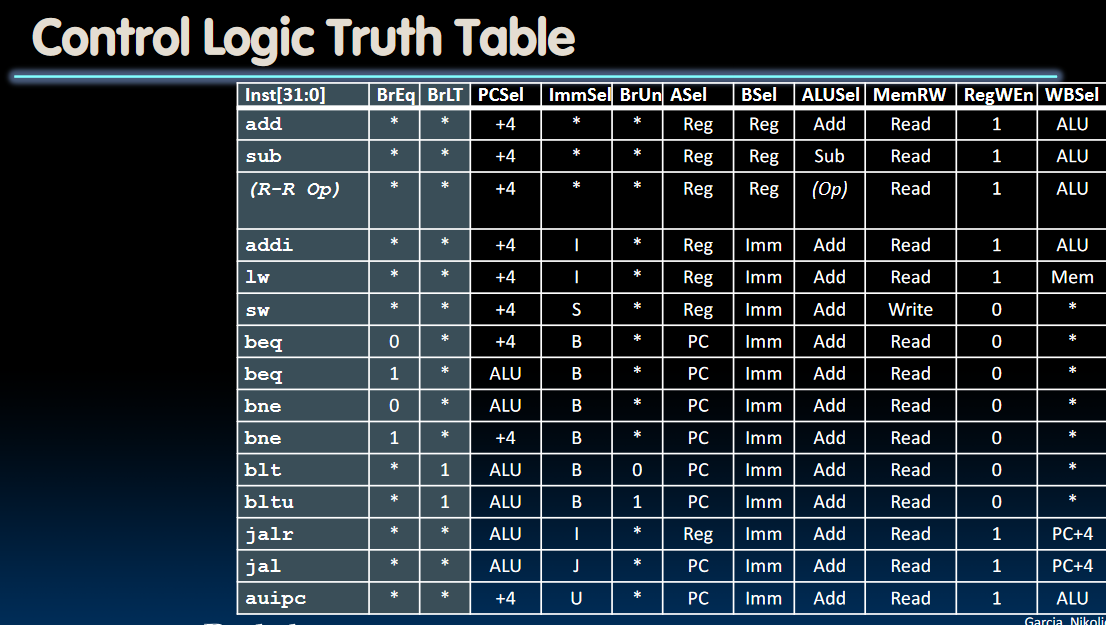 Control Logic Truth Table
Inst[31:0] BrEq BrLT PCSel ImmSel BrUn ASel BSel ALUSel MemRW RegWEn WBSel
add * * +4 * * Reg Reg Add Read 1 ALU
sub * * +4 * * Reg Reg Sub Read 1 ALU
(R-R Op) * * +4 * * Reg Reg (Op) Read 1 ALU
addi * * +4 I * Reg Imm Add Read 1 ALU
lw * * +4 I * Reg Imm Add Read 1 Mem
sw * * +4 S * Reg Imm Add Write 0 *
beq 0 * +4 B * PC Imm Add Read 0 *
beq 1 * ALU B * PC Imm Add Read 0 *
bne 0 * ALU B * PC Imm Add Read 0 *
bne 1 * +4 B * PC Imm Add Read 0 *
blt * 1 ALU B 0 PC Imm Add Read 0 *
bltu * 1 ALU B 1 PC Imm Add Read 0 *
jalr * * ALU I * Reg Imm Add Read 1 PC+4
jal * * ALU J * PC Imm Add Read 1 PC+4
auipc * * +4 U * PC Imm Add Read 1 ALU
Garcia,